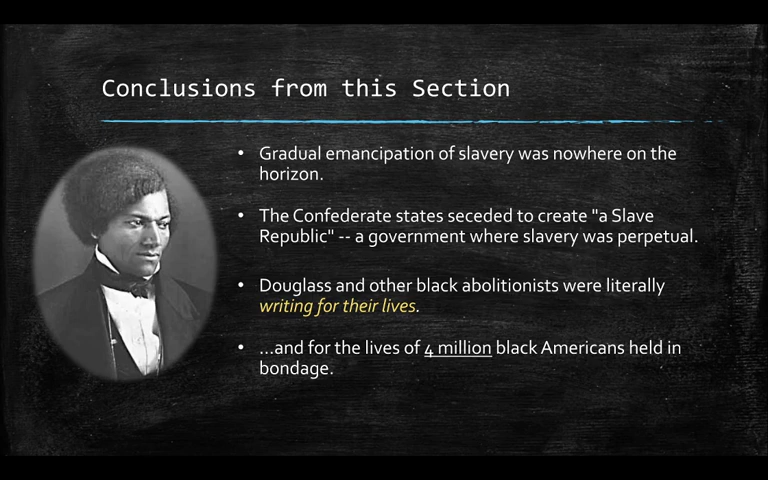 Conclusions from this Section
• Gradual emancipation of slavery was nowhere on the
horizon.
• The Confederate states seceded to create "a Slave
Republic" -- a government where slavery was perpetual.
• Douglass and other black abolitionists were literally
writing for their lives.
• ...and for the lives of 4 million black Americans held in
bondage.